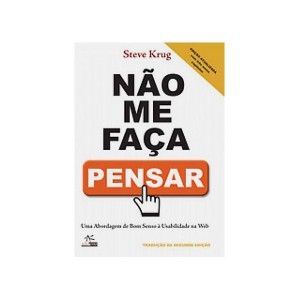 Steve Krug
NÃO
ME
FAÇA
PENSAR
Uma Abordagem de Bom Senso à Usabilidade na Web
TRADUÇÃO DA SEGUNDA EDIÇÃO